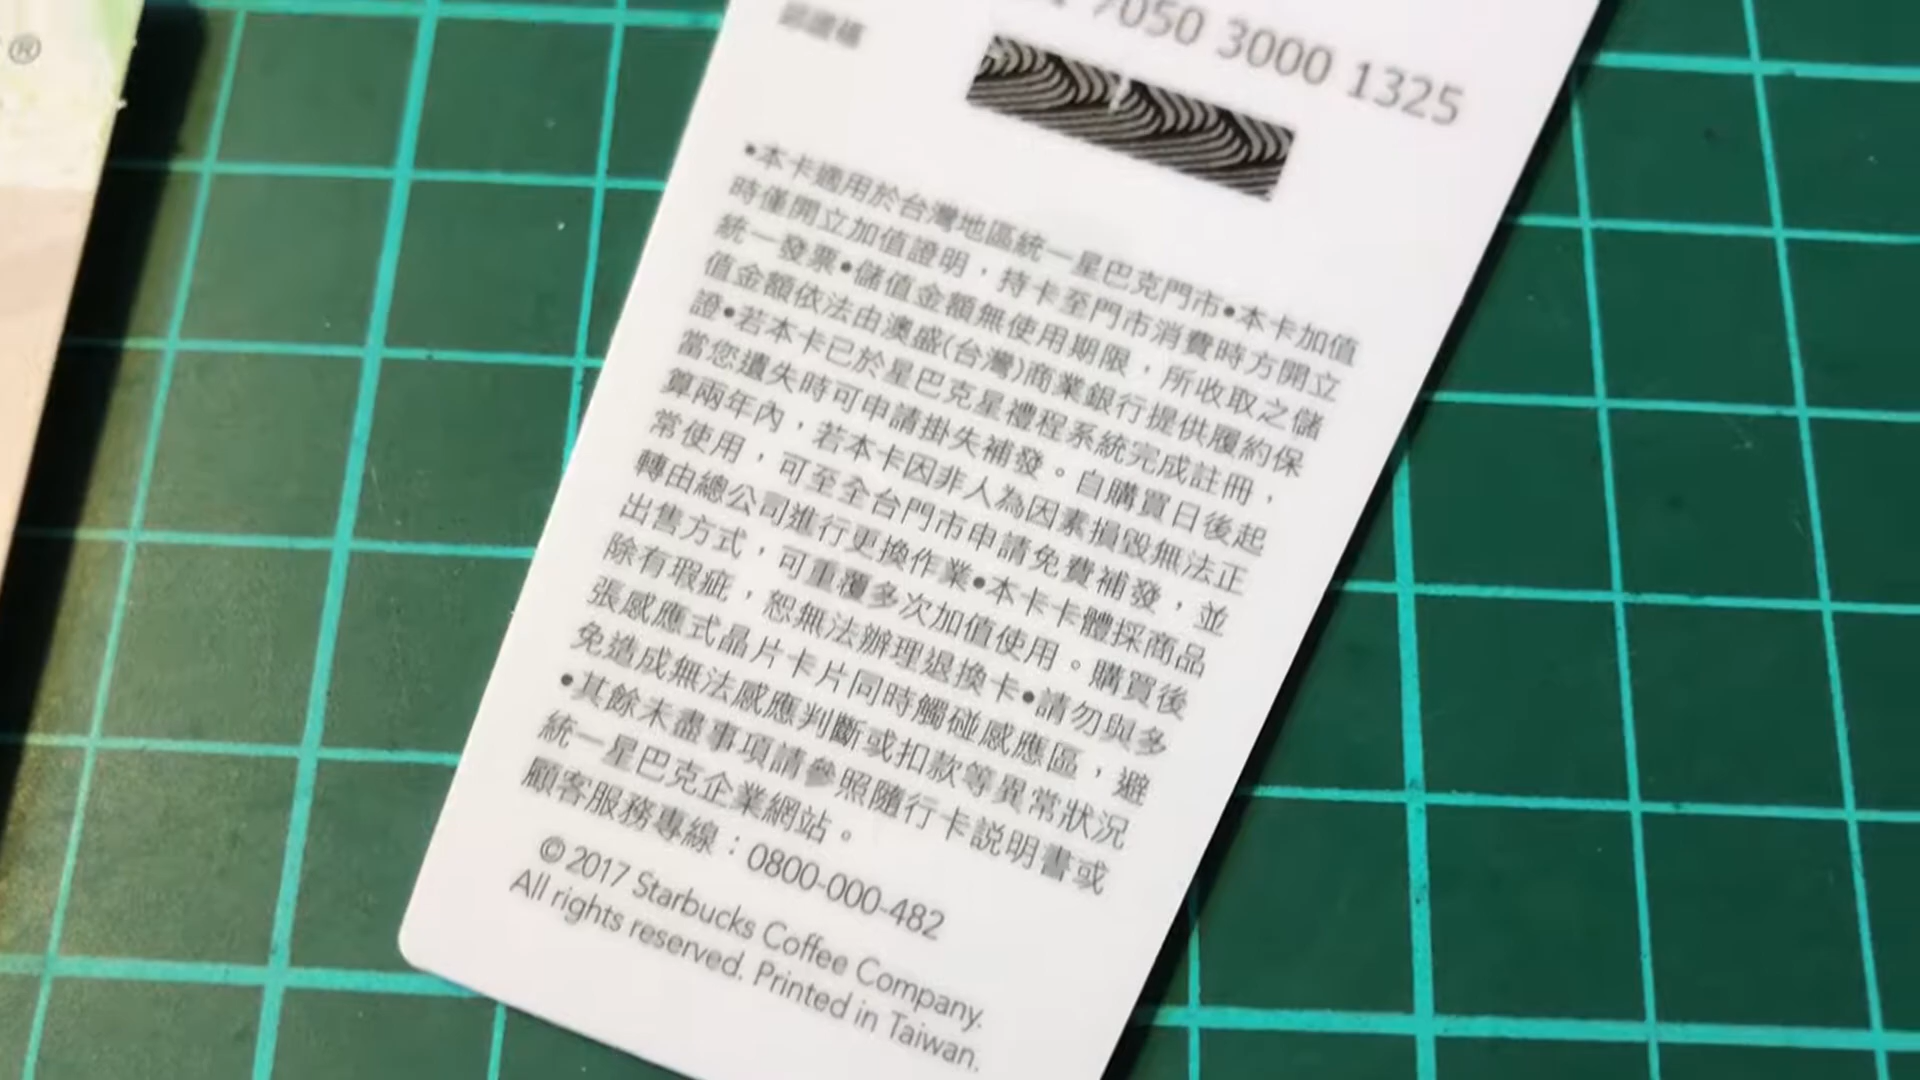 ®
7050 3000 1325
認證碼
•本卡適用於台灣地區統一星巴克門市•本卡加值
時僅開立加值證明，持卡至門市消費時方開立
統一發票•儲值金額無使用期限，所收取之儲
值金額依法由澳盛(台灣)商業銀行提供履約保
證•若本卡已於星巴克星禮程系統完成註冊，
當您遺失時可申請掛失補發。自購買日後起
算兩年內，若本卡因非人為因素損毀無法正
常使用，可至全台門市申請免費補發，並
轉由總公司進行更換作業•本卡卡體採商品
出售方式，可重覆多次加值使用。購買後
除有瑕疵，恕無法辦理退換卡•請勿與多
張感應式晶片卡片同時觸碰感應區，避
免造成無法感應判斷或扣款等異常狀況
•其餘未盡事項請參照隨行卡説明書或
統一星巴克企業網站。
顧客服務專線：0800-000-482
© 2017 Starbucks Coffee Company.
All rights reserved. Printed in Taiwan.